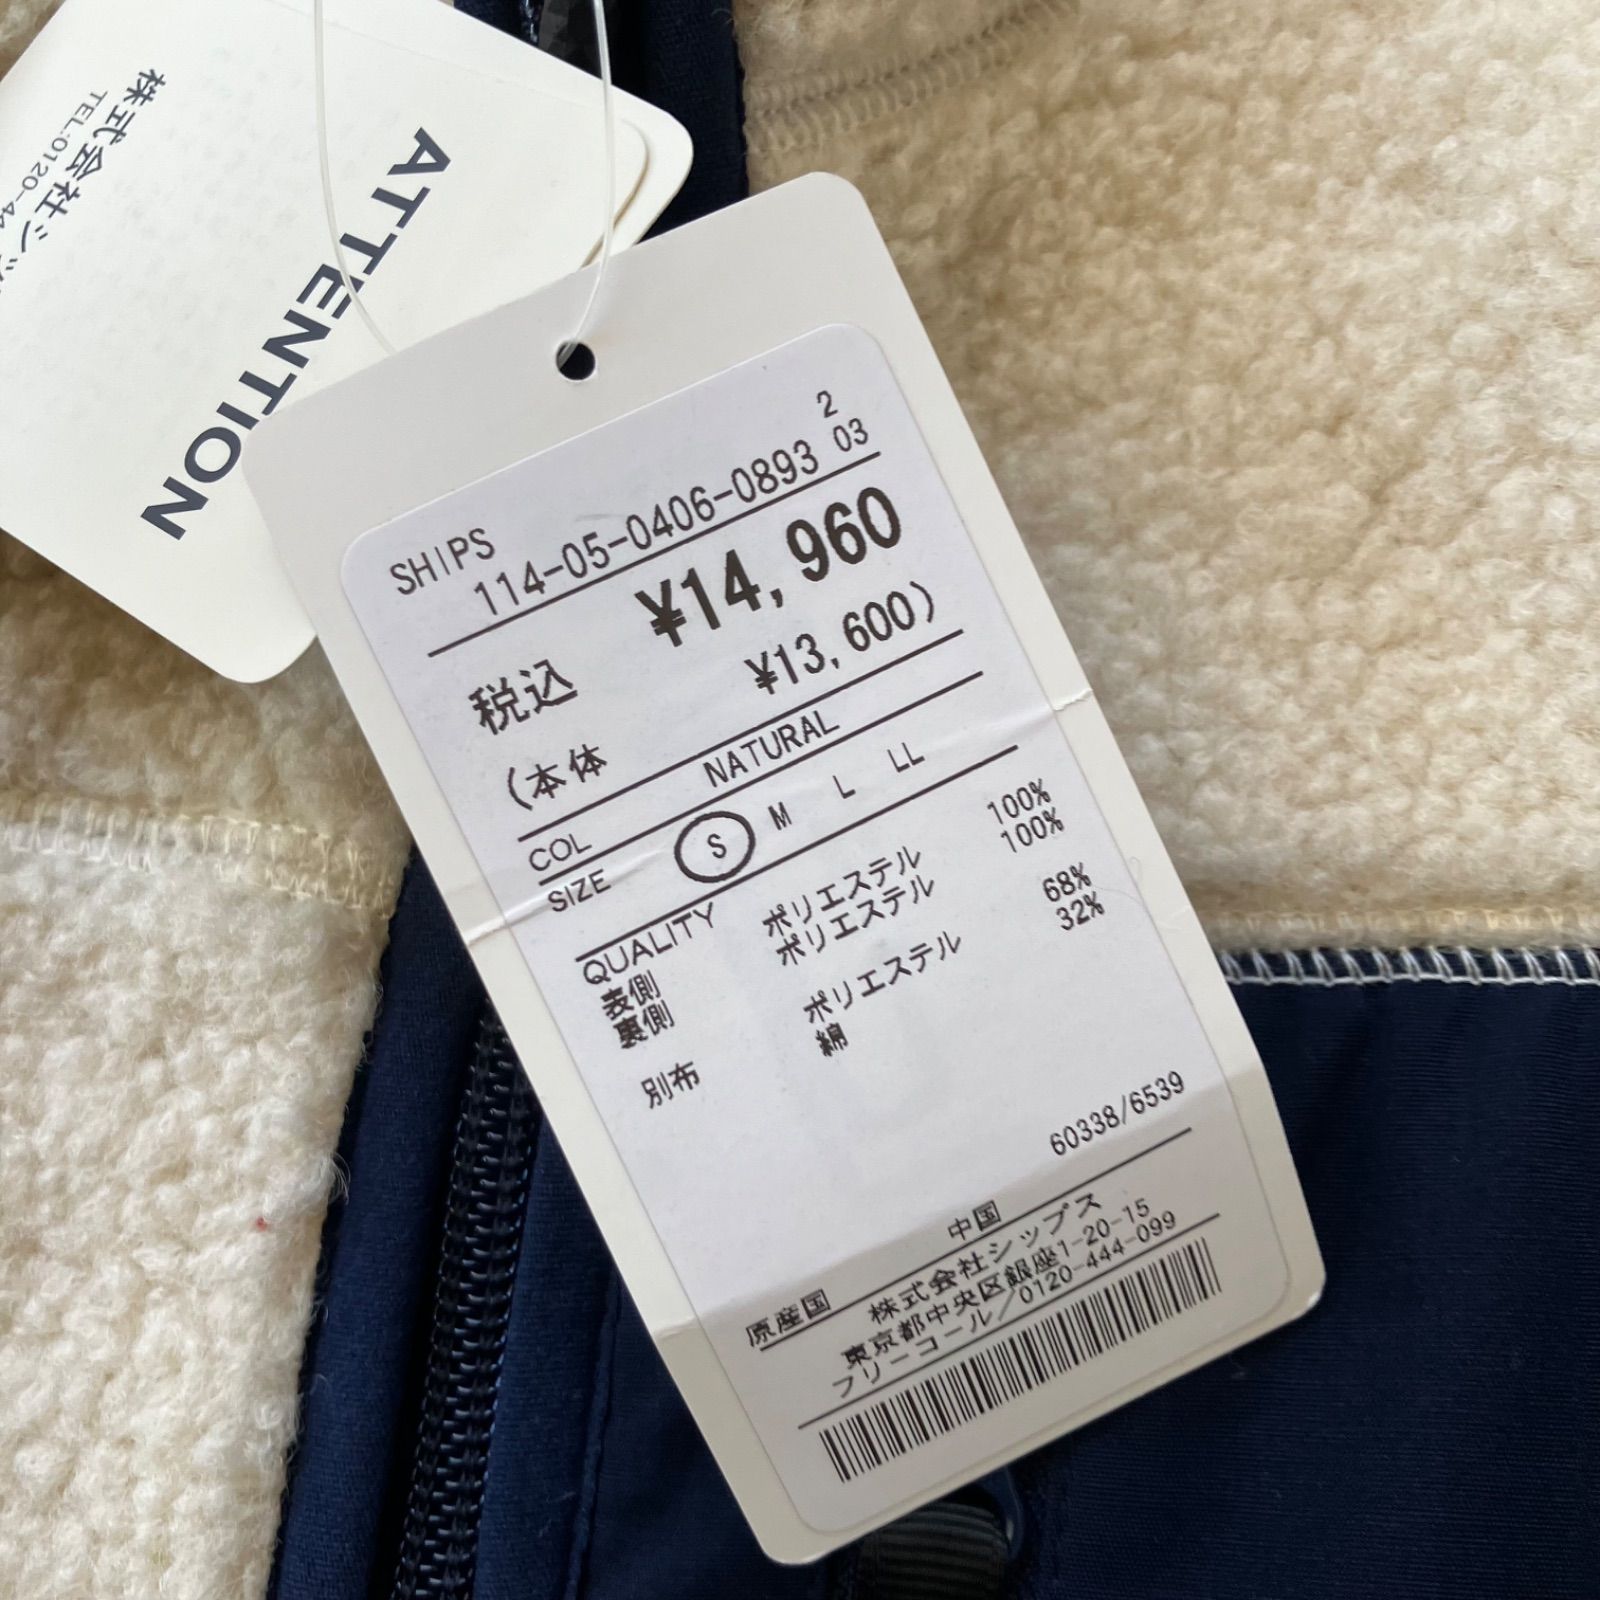 ATTENTION
株式会社シップ
TEL:0120-44
SHIPS
2
114-05-0406-0893 03
税込 ¥14,960
(本体 ¥13,600)
COL NATURAL
SIZE S M L LL
QUALITY
表側 ポリエステル 100%
裏側 ポリエステル 100%
別布 ポリエステル 68%
綿 32%
60338/6539
原産国 中国
株式会社シップス
東京都中央区銀座1-20-15
フリーコール/0120-444-099